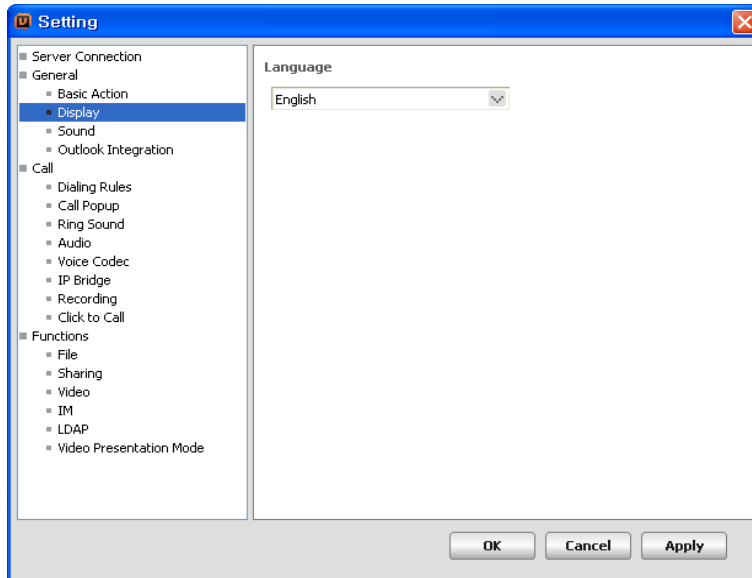 Setting
Server Connection
General
Basic Action
Display
Sound
Outlook Integration
Call
Dialing Rules
Call Popup
Ring Sound
Audio
Voice Codec
IP Bridge
Recording
Click to Call
Functions
File
Sharing
Video
IM
LDAP
Video Presentation Mode
Language
English
OK Cancel Apply